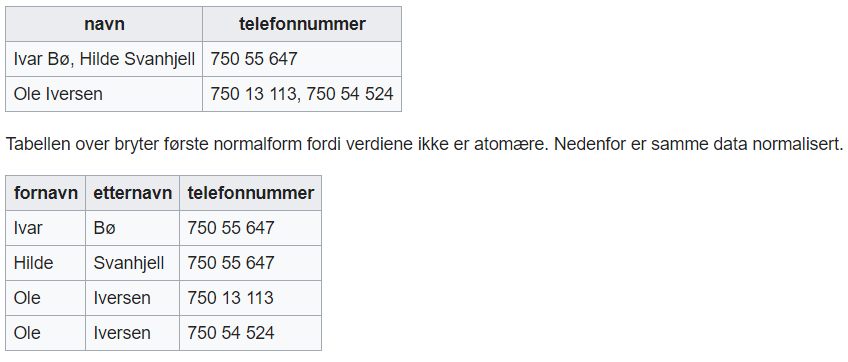 navn telefonnummer
Ivar Bø, Hilde Svanhjell 750 55 647
Ole Iversen 750 13 113, 750 54 524
Tabellen over bryter første normalform fordi verdiene ikke er atomære. Nedenfor er samme data normalisert.
fornavn etternavn telefonnummer
Ivar Bø 750 55 647
Hilde Svanhjell 750 55 647
Ole Iversen 750 13 113
Ole Iversen 750 54 524